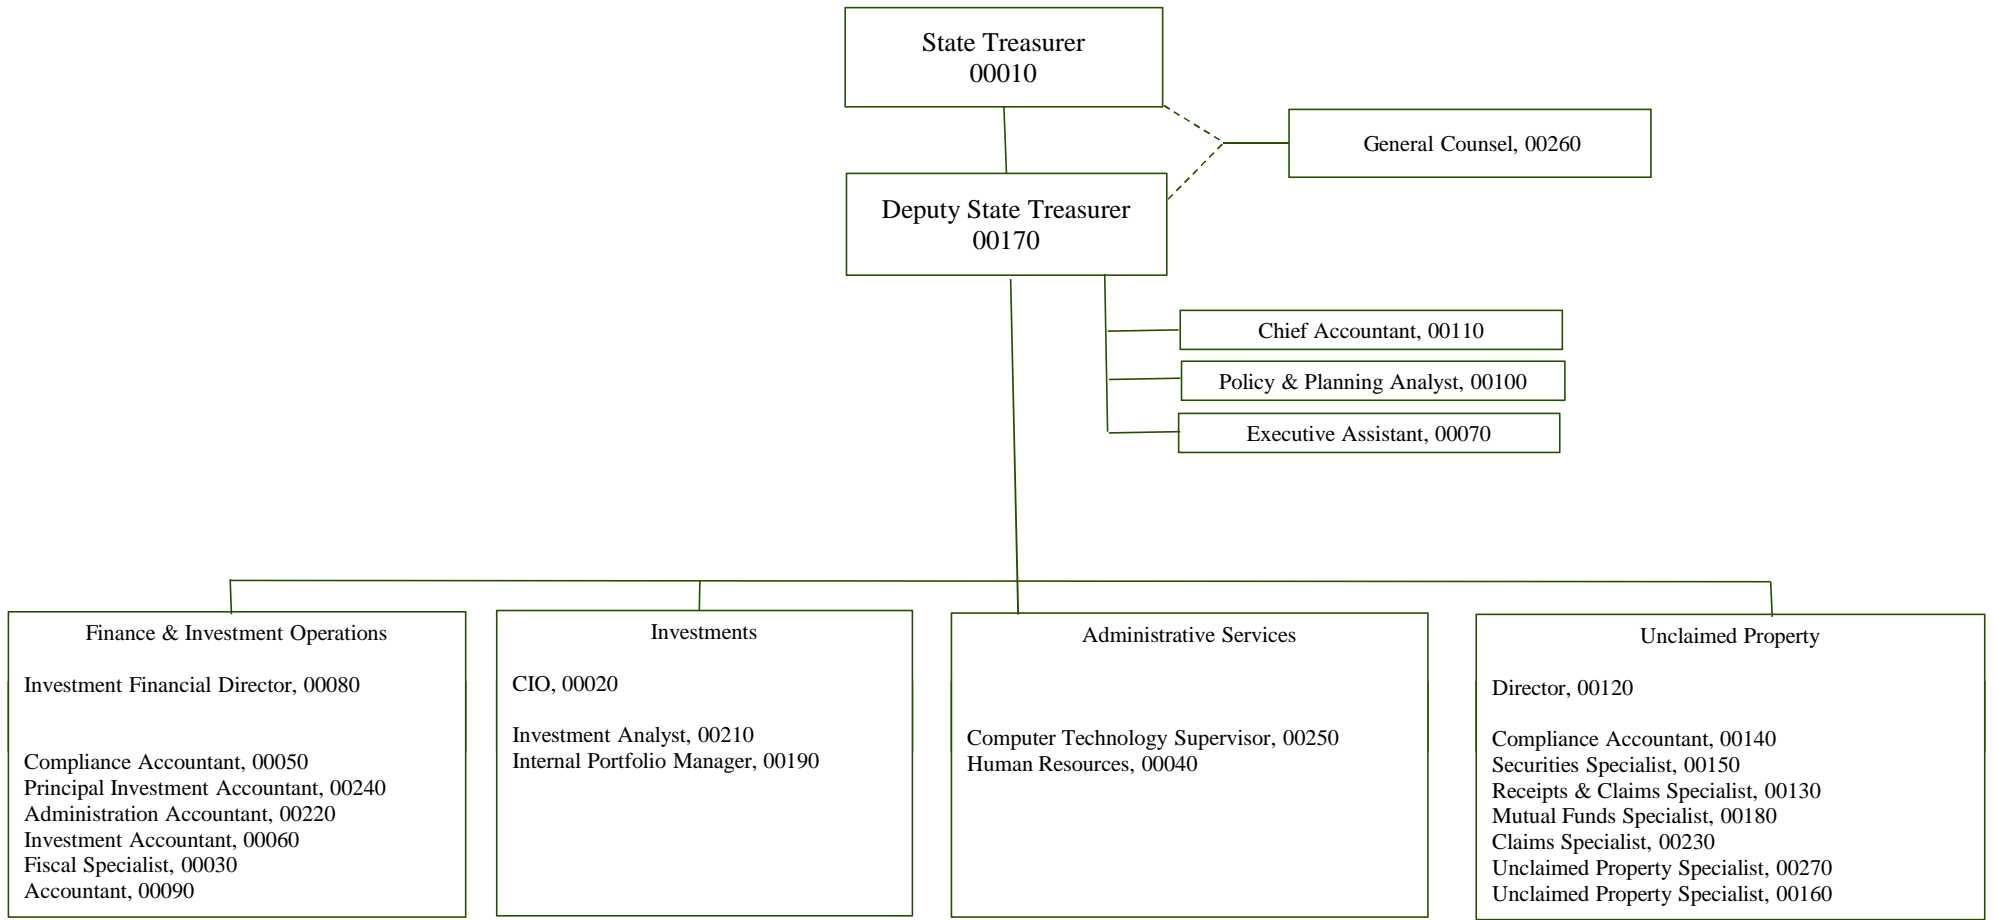 State Treasurer
00010
General Counsel, 00260
Deputy State Treasurer
00170
Chief Accountant, 00110
Policy & Planning Analyst, 00100
Executive Assistant, 00070
Finance & Investment Operations
Investment Financial Director, 00080
Compliance Accountant, 00050
Principal Investment Accountant, 00240
Administration Accountant, 00220
Investment Accountant, 00060
Fiscal Specialist, 00030
Accountant, 00090
Investments
CIO, 00020
Investment Analyst, 00210
Internal Portfolio Manager, 00190
Administrative Services
Computer Technology Supervisor, 00250
Human Resources, 00040
Unclaimed Property
Director, 00120
Compliance Accountant, 00140
Securities Specialist, 00150
Receipts & Claims Specialist, 00130
Mutual Funds Specialist, 00180
Claims Specialist, 00230
Unclaimed Property Specialist, 00270
Unclaimed Property Specialist, 00160